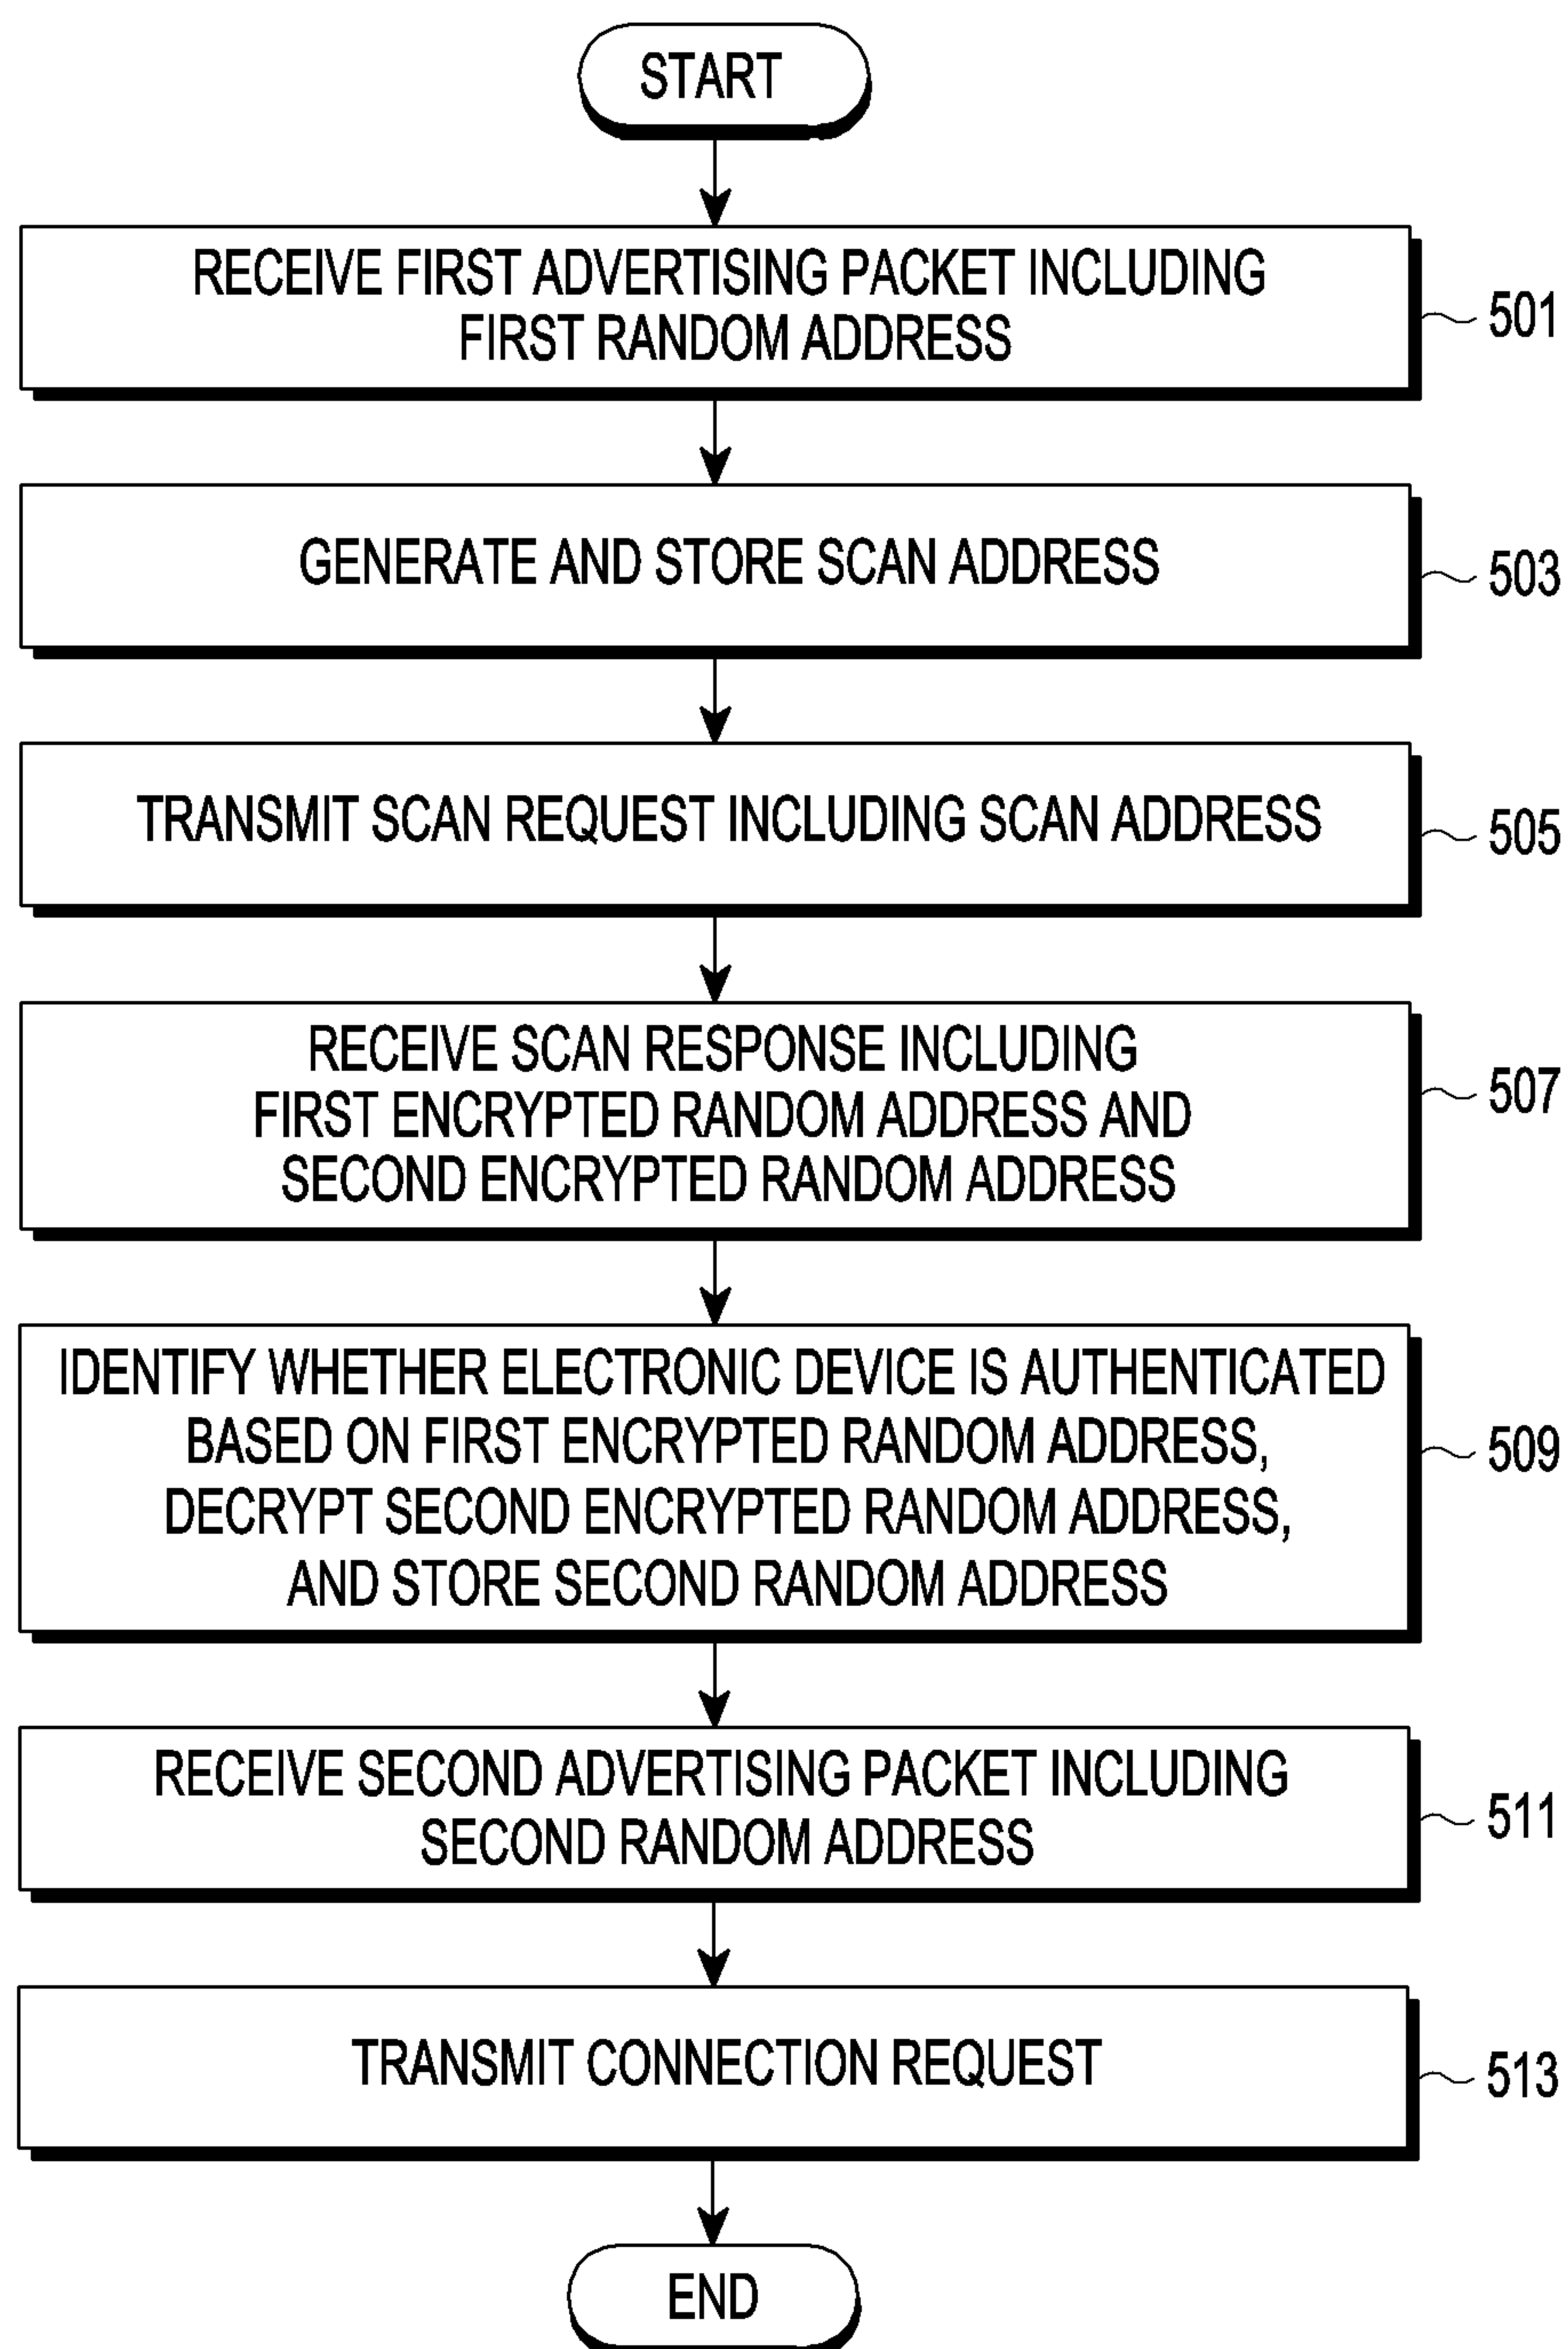 START
RECEIVE FIRST ADVERTISING PACKET INCLUDING
FIRST RANDOM ADDRESS
501
GENERATE AND STORE SCAN ADDRESS
503
TRANSMIT SCAN REQUEST INCLUDING SCAN ADDRESS
505
RECEIVE SCAN RESPONSE INCLUDING
FIRST ENCRYPTED RANDOM ADDRESS AND
SECOND ENCRYPTED RANDOM ADDRESS
507
IDENTIFY WHETHER ELECTRONIC DEVICE IS AUTHENTICATED
BASED ON FIRST ENCRYPTED RANDOM ADDRESS,
DECRYPT SECOND ENCRYPTED RANDOM ADDRESS,
AND STORE SECOND RANDOM ADDRESS
509
RECEIVE SECOND ADVERTISING PACKET INCLUDING
SECOND RANDOM ADDRESS
511
TRANSMIT CONNECTION REQUEST
513
END